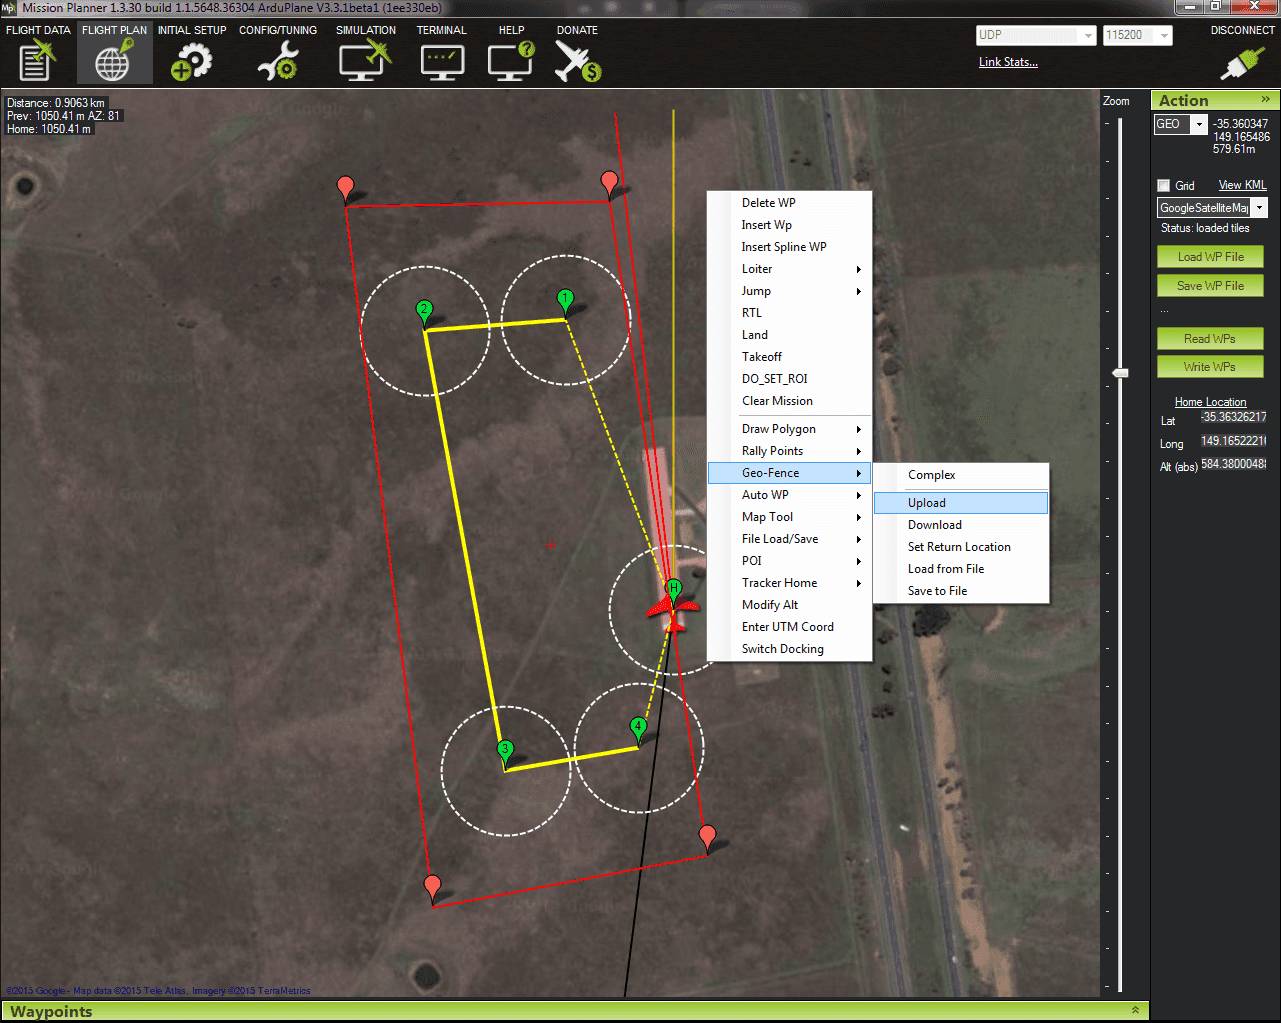 Mission Planner 1.3.30 build 1.1.5648.36304 ArduPlane V3.3.1beta1 (1ee330eb)
FLIGHT DATA FLIGHT PLAN INITIAL SETUP CONFIG/TUNING SIMULATION TERMINAL HELP DONATE
UDP 115200 DISCONNECT
Link Stats...
Distance: 0.9063 km
Prev: 1050.41 m AZ: 81
Home: 1050.41 m
Zoom
Action
GEO
-35.360347
149.165486
579.61m
Grid View KML
GoogleSatelliteMa
Status: loaded tiles
Load WP File
Save WP File
...
Read WPs
Write WPs
Home Location
Lat -35.36326217
Long 149.16522216
Alt (abs) 584.3800048
2
1
H
3
4
Delete WP
Insert Wp
Insert Spline WP
Loiter
Jump
RTL
Land
Takeoff
DO_SET_ROI
Clear Mission
Draw Polygon
Rally Points
Geo-Fence
Auto WP
Map Tool
File Load/Save
POI
Tracker Home
Modify Alt
Enter UTM Coord
Switch Docking
Complex
Upload
Download
Set Return Location
Load from File
Save to File
©2015 Google - Map data ©2015 Tele Atlas, Imagery ©2015 TerraMetrics
Waypoints